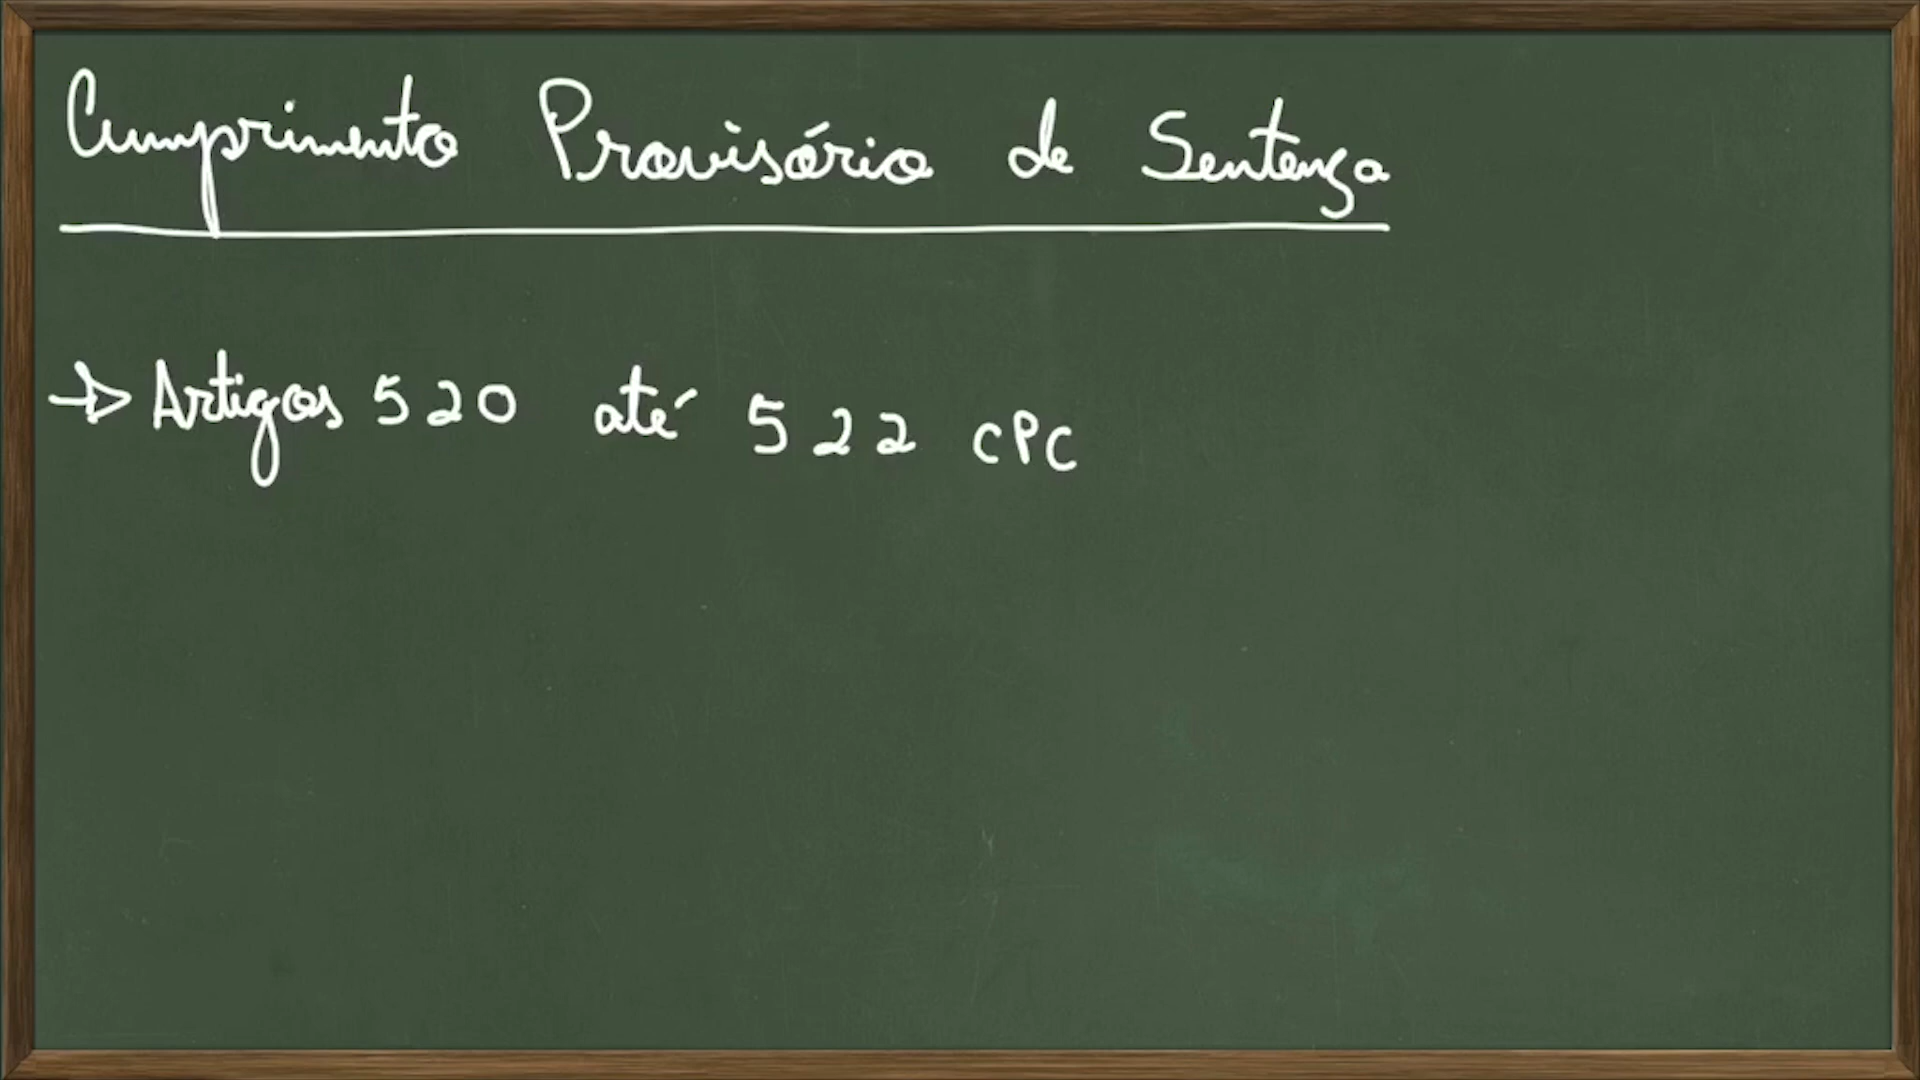 Cumprimento Provisório de Sentença
→ Artigos 520 até 522 CPC